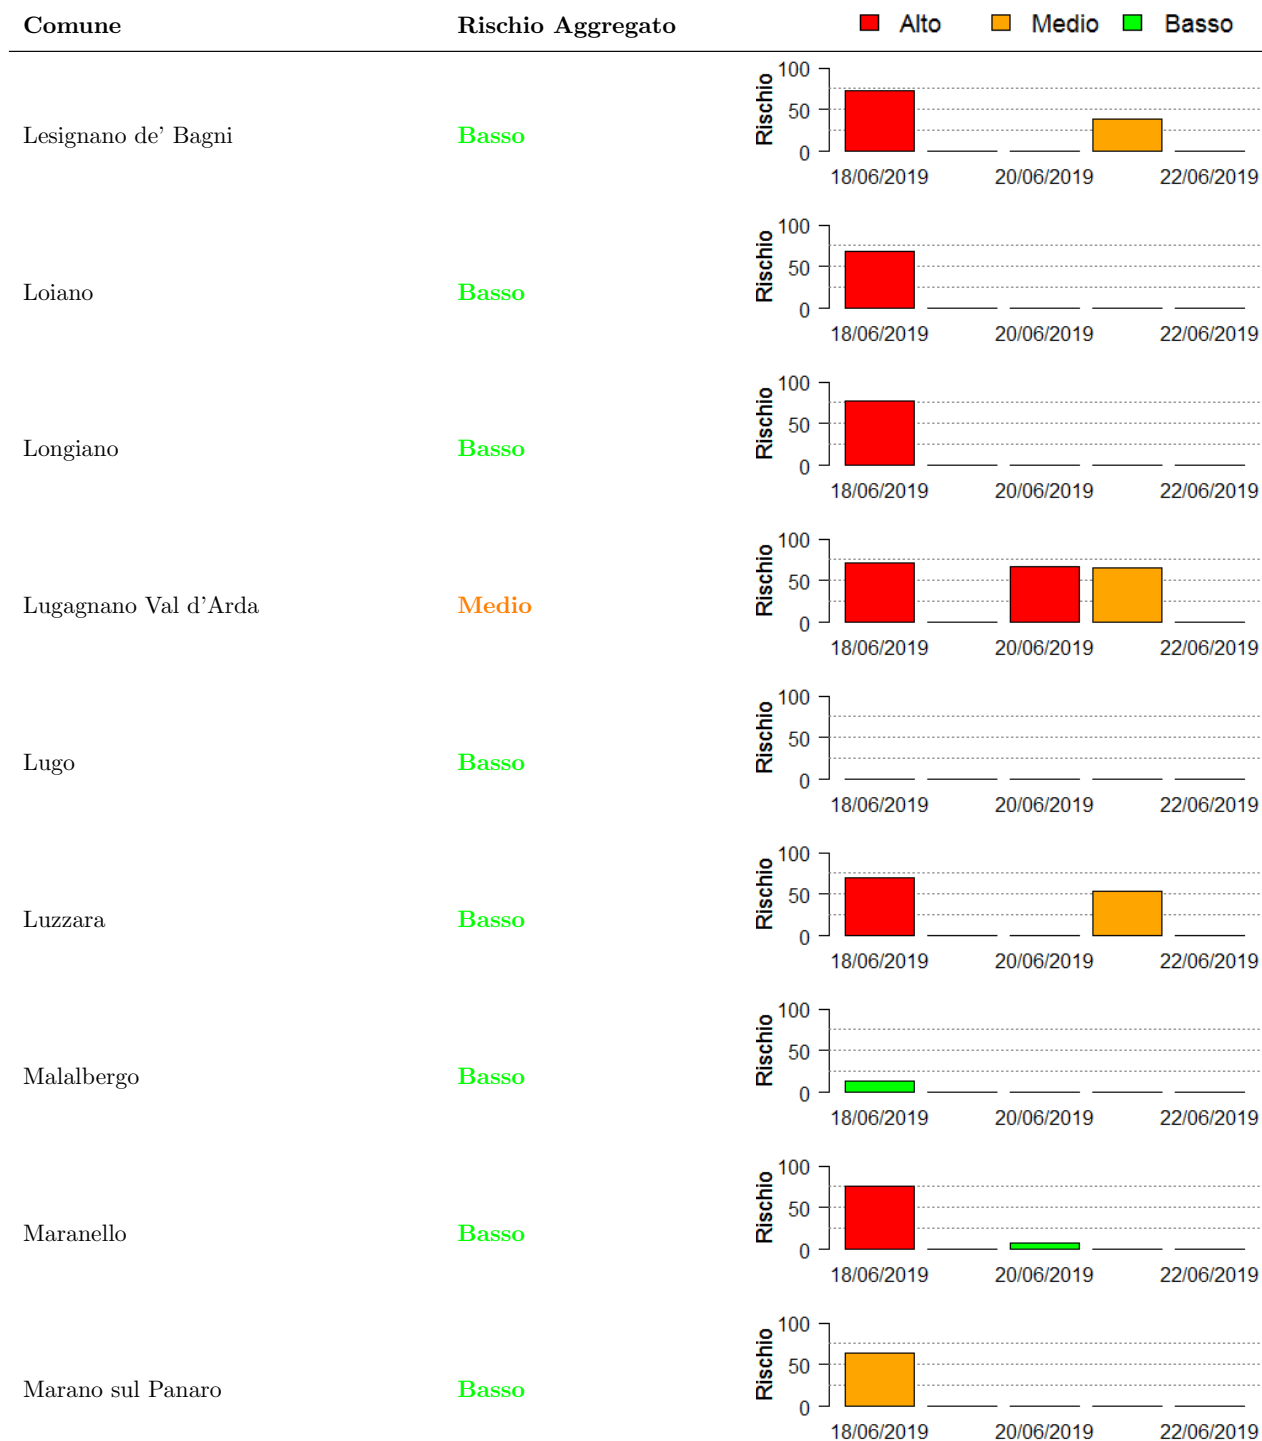 Comune Rischio Aggregato Alto Medio Basso
Lesignano de' Bagni Basso Rischio 100 50 0
18/06/2019 20/06/2019 22/06/2019
Loiano Basso Rischio 100 50 0
18/06/2019 20/06/2019 22/06/2019
Longiano Basso Rischio 100 50 0
18/06/2019 20/06/2019 22/06/2019
Lugagnano Val d'Arda Medio Rischio 100 50 0
18/06/2019 20/06/2019 22/06/2019
Lugo Basso Rischio 100 50 0
18/06/2019 20/06/2019 22/06/2019
Luzzara Basso Rischio 100 50 0
18/06/2019 20/06/2019 22/06/2019
Malalbergo Basso Rischio 100 50 0
18/06/2019 20/06/2019 22/06/2019
Maranello Basso Rischio 100 50 0
18/06/2019 20/06/2019 22/06/2019
Marano sul Panaro Basso Rischio 100 50 0
18/06/2019 20/06/2019 22/06/2019